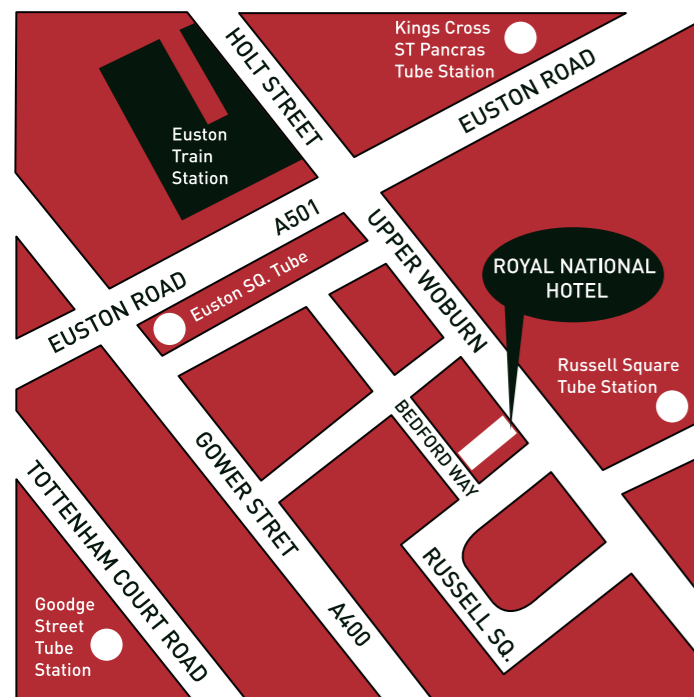 HOLT STREET
Kings Cross
ST Pancras
Tube Station
EUSTON ROAD
Euston
Train
Station
A501
UPPER WOBURN
ROYAL NATIONAL
HOTEL
Euston SQ. Tube
EUSTON ROAD
Russell Square
Tube Station
BEDFORD WAY
GOWER STRET
TOTTENHAM COURT ROAD
RUSSELL SQ.
A400
Goodge
Street
Tube
Station